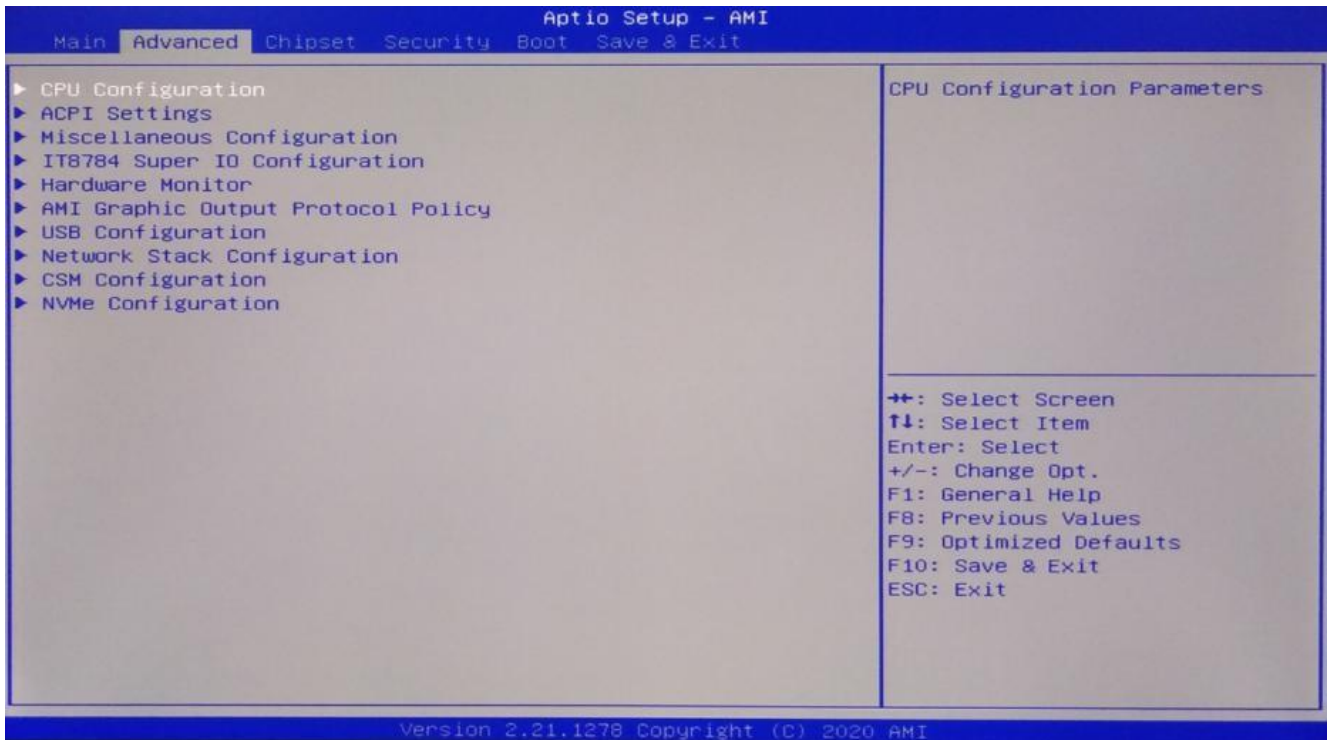 Aptio Setup – AMI
Main Advanced Chipset Security Boot Save & Exit
▶ CPU Configuration
▶ ACPI Settings
▶ Miscellaneous Configuration
▶ IT8784 Super IO Configuration
▶ Hardware Monitor
▶ AMI Graphic Output Protocol Policy
▶ USB Configuration
▶ Network Stack Configuration
▶ CSM Configuration
▶ NVMe Configuration
CPU Configuration Parameters
→←: Select Screen
↑↓: Select Item
Enter: Select
+/-: Change Opt.
F1: General Help
F8: Previous Values
F9: Optimized Defaults
F10: Save & Exit
ESC: Exit
Version 2.21.1278 Copyright (C) 2020 AMI